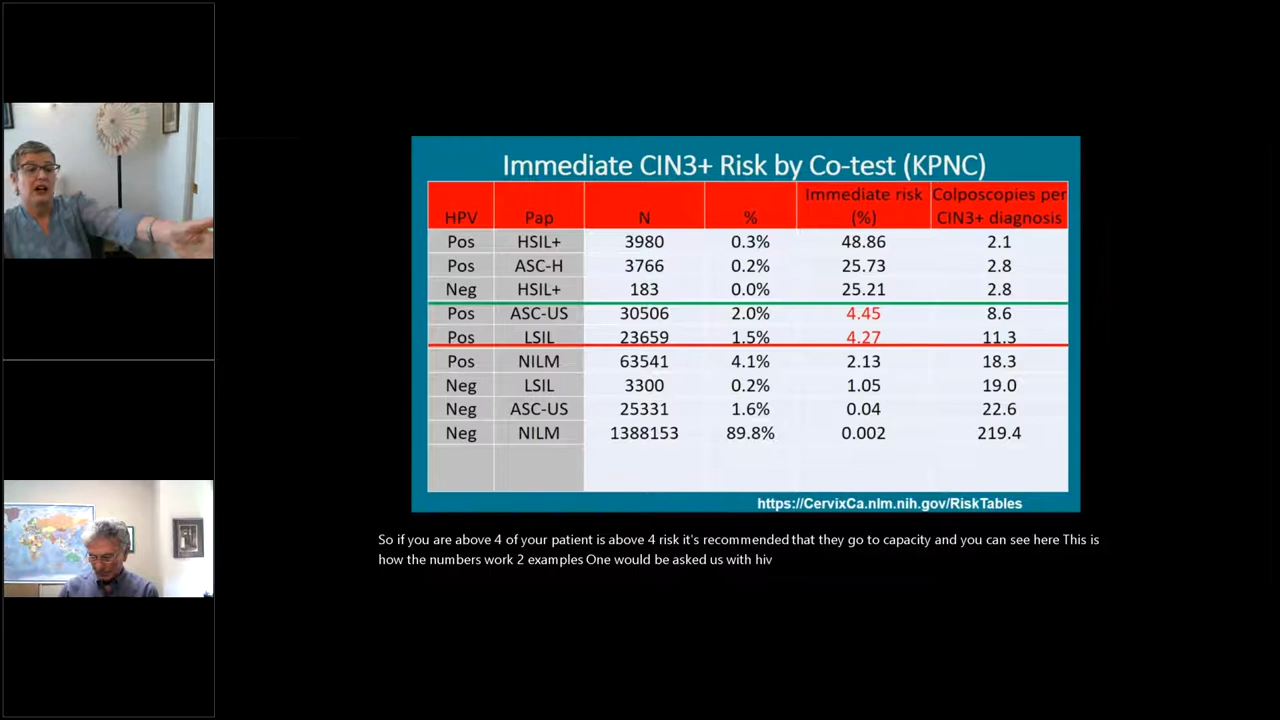 Immediate CIN3+ Risk by Co-test (KPNC)
HPV Pap N % Immediate risk (%) Colposcopies per CIN3+ diagnosis
Pos HSIL+ 3980 0.3% 48.86 2.1
Pos ASC-H 3766 0.2% 25.73 2.8
Neg HSIL+ 183 0.0% 25.21 2.8
Pos ASC-US 30506 2.0% 4.45 8.6
Pos LSIL 23659 1.5% 4.27 11.3
Pos NILM 63541 4.1% 2.13 18.3
Neg LSIL 3300 0.2% 1.05 19.0
Neg ASC-US 25331 1.6% 0.04 22.6
Neg NILM 1388153 89.8% 0.002 219.4
https://CervixCa.nlm.nih.gov/RiskTables
So if you are above 4 of your patient is above 4 risk it's recommended that they go to capacity and you can see here This is
how the numbers work 2 examples One would be asked us with hiv